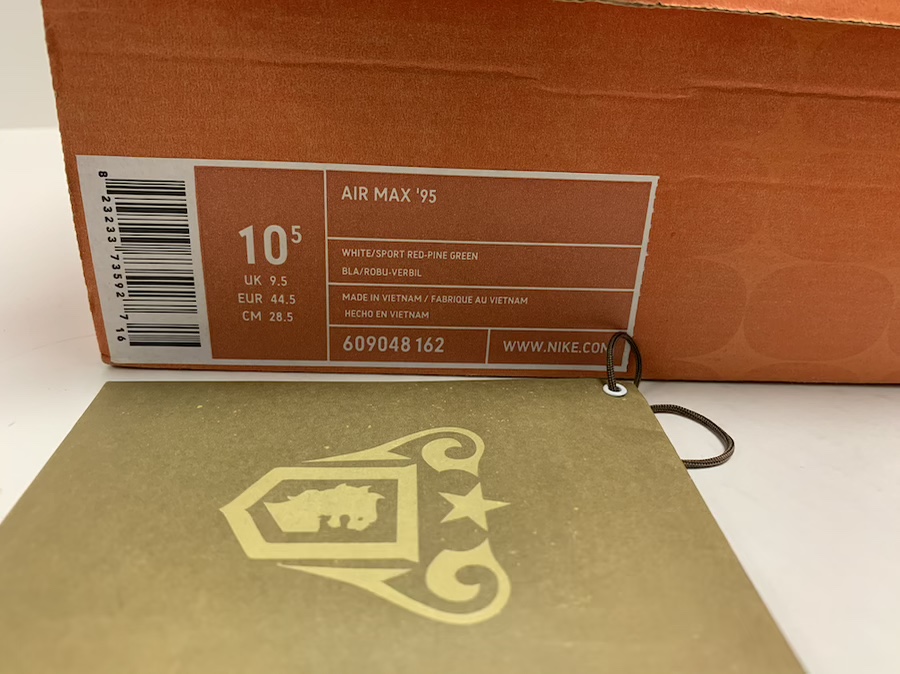 8 23233 73592 7 16
10⁵
UK 9.5
EUR 44.5
CM 28.5
AIR MAX '95
WHITE/SPORT RED-PINE GREEN
BLA/ROBU-VERBIL
MADE IN VIETNAM / FABRIQUE AU VIETNAM
HECHO EN VIETNAM
609048 162
WWW.NIKE.COM